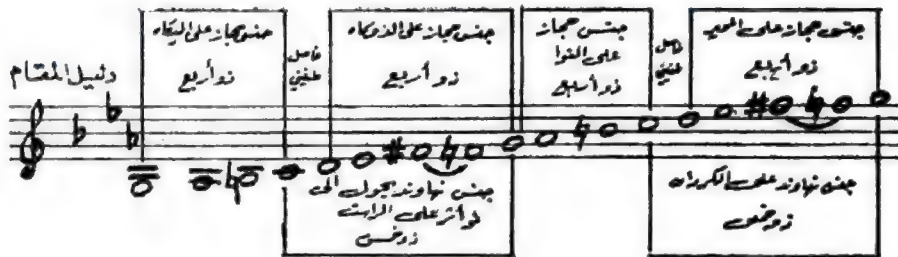 دليل المقام
جنس حجاز على اليكاه
ذو أربع
فاصل
طنيني
جنس حجاز على الدوكاه
ذو أربع
جنس حجاز
على النوا
ذو أربع
فاصل
طنيني
جنس حجاز على المحير
ذو أربع
جنس نهاوند يحول الى
نواثر على الراست
ذو خمس
جنس نهاوند على الكردان
ذو خمس